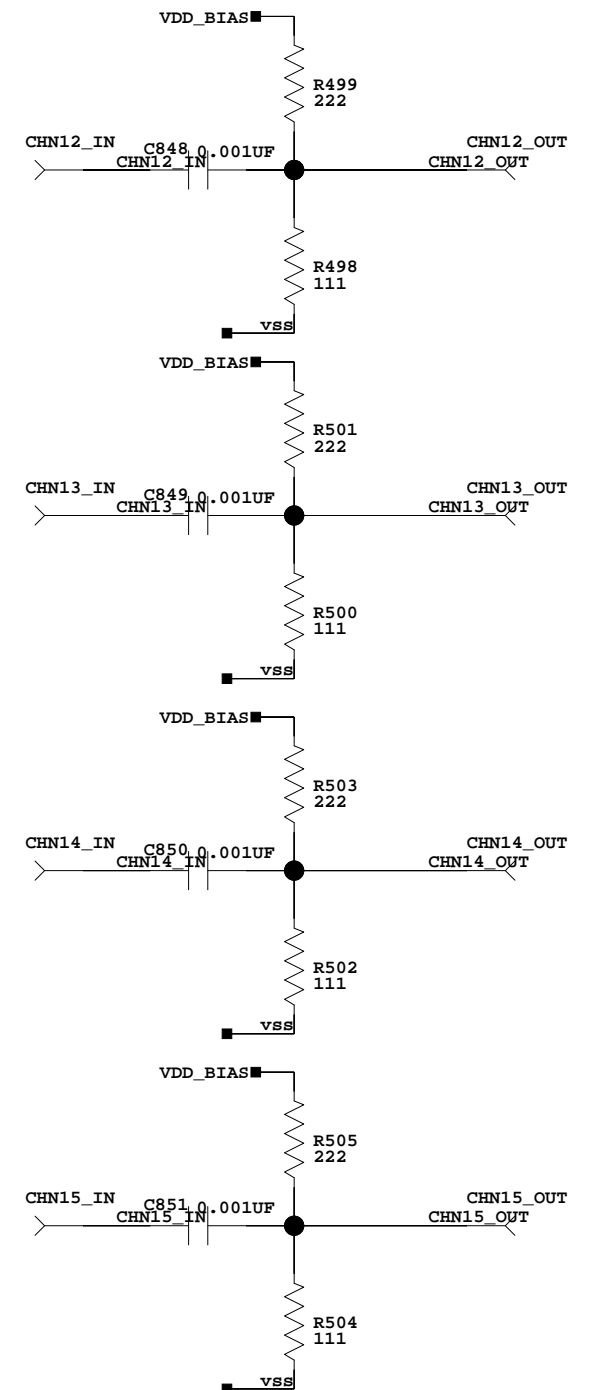 VDD_BIAS
R499
222
CHN12_IN
C848 0.001UF
CHN12_OUT
CHN12_IN
CHN12_OUT
R498
111
vss
VDD_BIAS
R501
222
CHN13_IN
C849 0.001UF
CHN13_OUT
CHN13_IN
CHN13_OUT
R500
111
vss
VDD_BIAS
R503
222
CHN14_IN
C850 0.001UF
CHN14_OUT
CHN14_IN
CHN14_OUT
R502
111
vss
VDD_BIAS
R505
222
CHN15_IN
C851 0.001UF
CHN15_OUT
CHN15_IN
CHN15_OUT
R504
111
vss